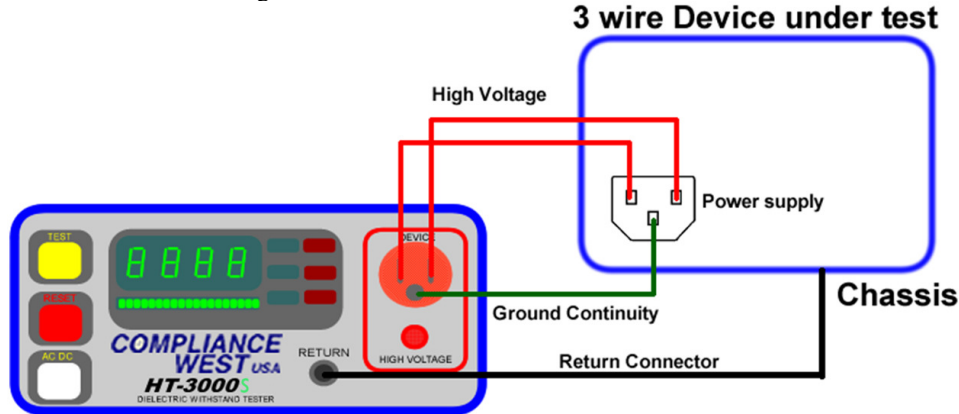 3 wire Device under test
High Voltage
Power supply
TEST
8888
DEVICE
RESET
Ground Continuity
Chassis
COMPLIANCE
WEST USA
HT-3000S
DIELECTRIC WITHSTAND TESTER
AC DC
RETURN
HIGH VOLTAGE
Return Connector